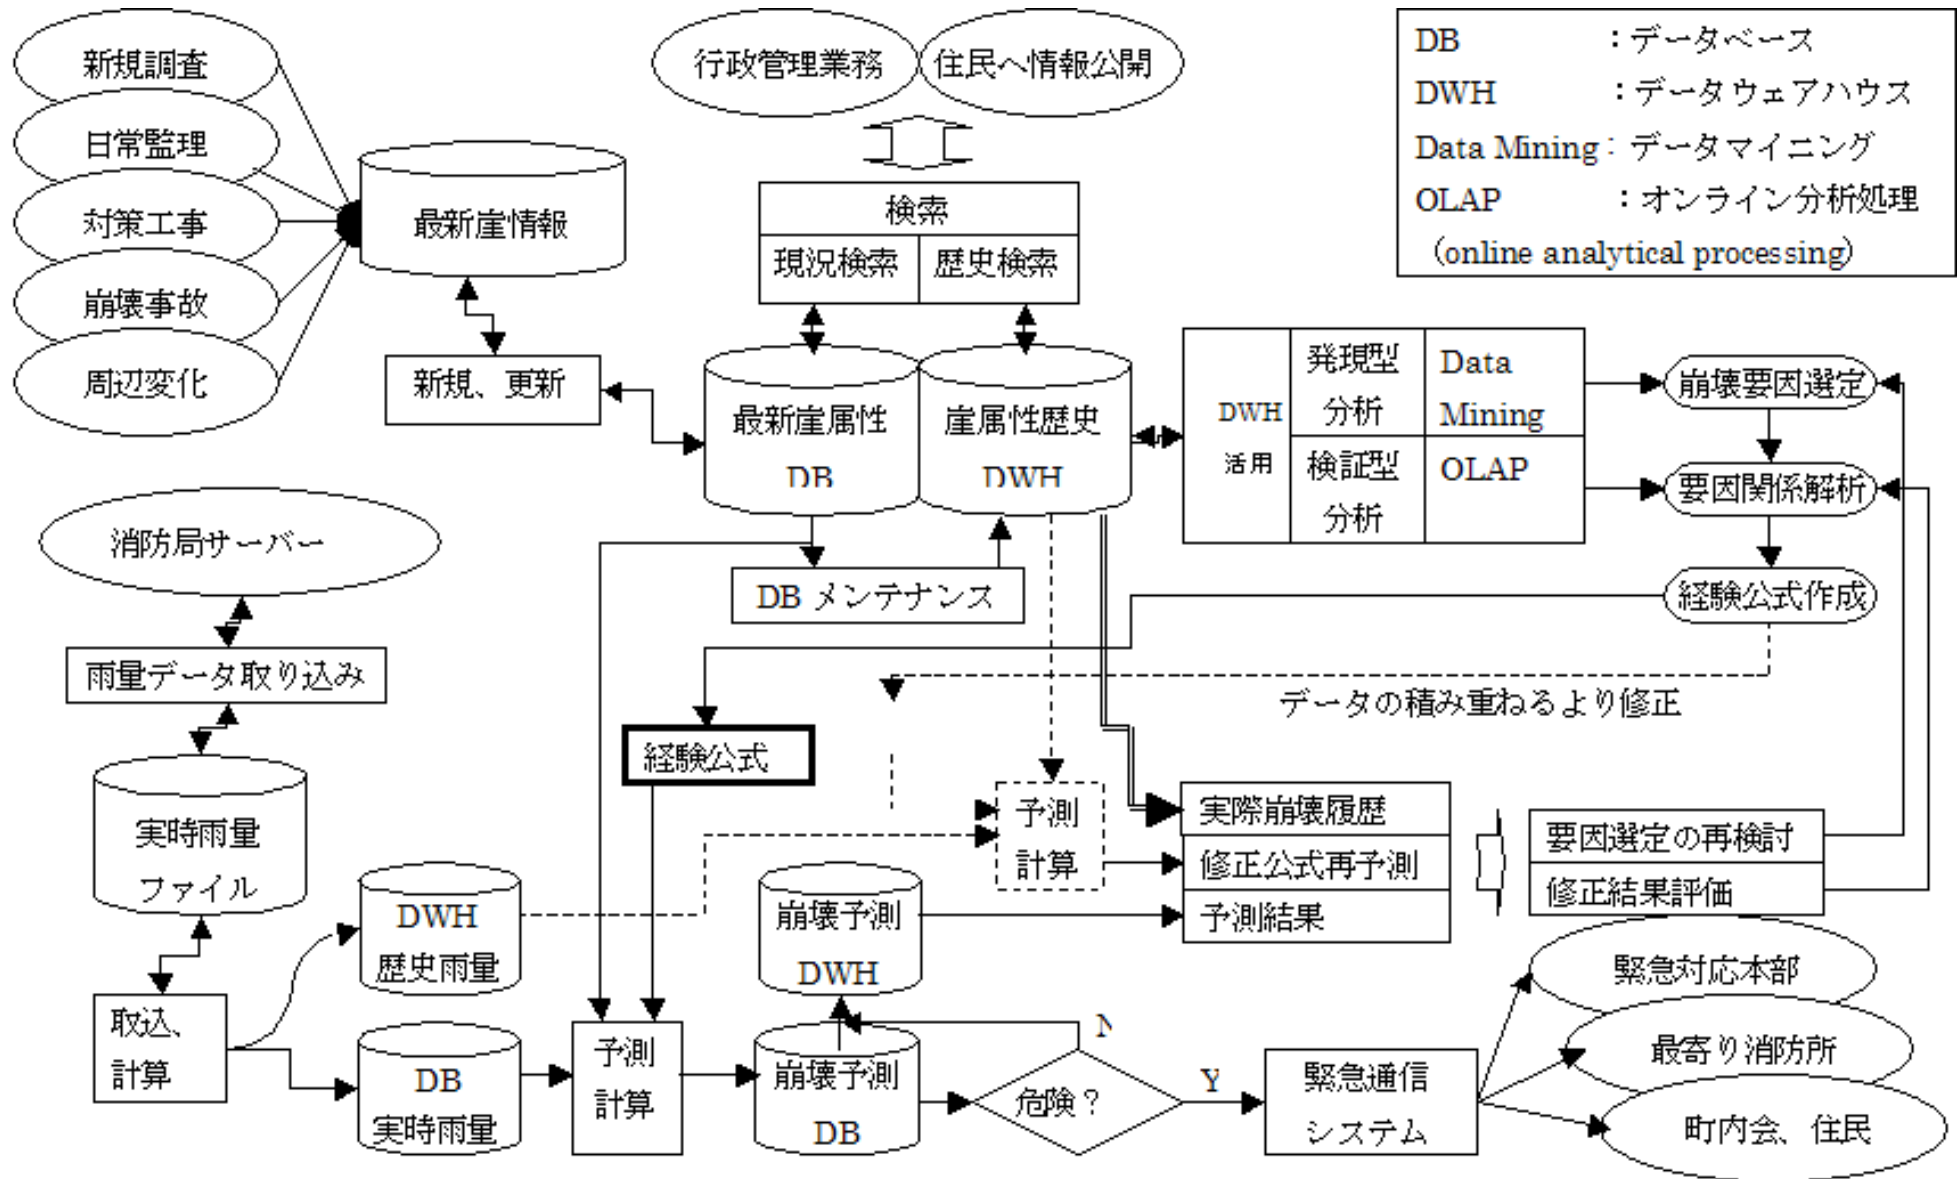 新規調査
日常監理
対策工事
崩壊事故
周辺変化
最新崖情報
新規、更新
行政管理業務
住民へ情報公開
検索
現況検索
歴史検索
DB ：データベース
DWH ：データウェアハウス
Data Mining：データマイニング
OLAP ：オンライン分析処理
（online analytical processing）
最新崖属性
DB
崖属性歴史
DWH
DWH
活用
発現型
分析
Data
Mining
検証型
分析
OLAP
崩壊要因選定
要因関係解析
経験公式作成
DB メンテナンス
消防局サーバー
雨量データ取り込み
実時雨量
ファイル
取込、
計算
DWH
歴史雨量
DB
実時雨量
経験公式
データの積み重ねるより修正
予測
計算
実際崩壊履歴
修正公式再予測
予測結果
要因選定の再検討
修正結果評価
崩壊予測
DWH
予測
計算
崩壊予測
DB
危険？
N
Y
緊急通信
システム
緊急対応本部
最寄り消防所
町内会、住民